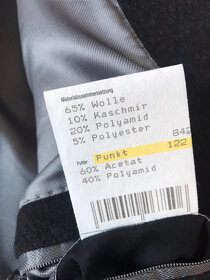 Materialzusammensetzung
65% Wolle
10% Kaschmir
20% Polyamid
5% Polyester 842
Punkt 122
Futter
60% Acetat
40% Polyamid